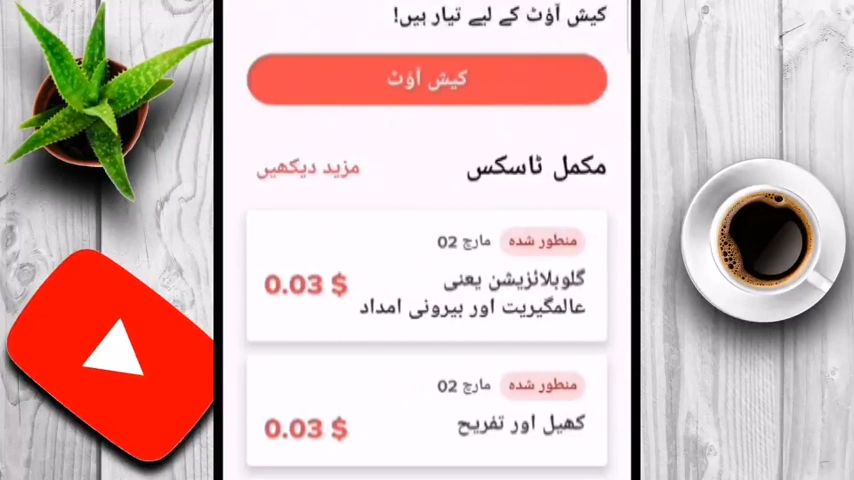 کیش آؤٹ کے لیے تیار ہیں!
کیش آؤٹ
مکمل ٹاسکس
مزید دیکھیں
منظور شدہ
02 مارچ
گلوبلائزیشن یعنی
عالمگیریت اور بیرونی امداد
0.03 $
منظور شدہ
02 مارچ
کھیل اور تفریح
0.03 $